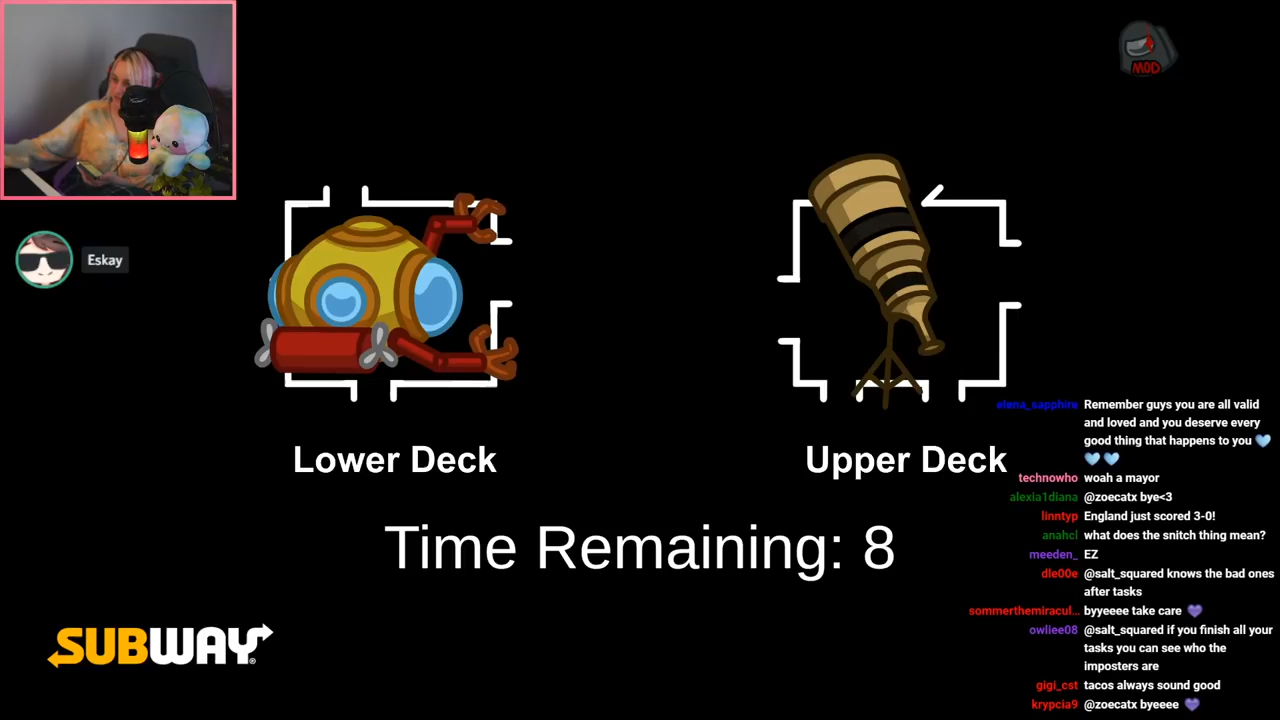 MOD
Eskay
Lower Deck
Upper Deck
Time Remaining: 8
SUBWAY
elena_sapphire Remember guys you are all valid
and loved and you deserve every
good thing that happens to you 💙
💙 💙
technowho woah a mayor
alexia1diana @zoecatx bye<3
linntyp England just scored 3-0!
anahcl what does the snitch thing mean?
meeden_ EZ
dle00e @salt_squared knows the bad ones
after tasks
sommerthemiracul... byyeeee take care 💜
owliee08 @salt_squared if you finish all your
tasks you can see who the
imposters are
gigi_cst tacos always sound good
krypcia9 @zoecatx byeeee 💜